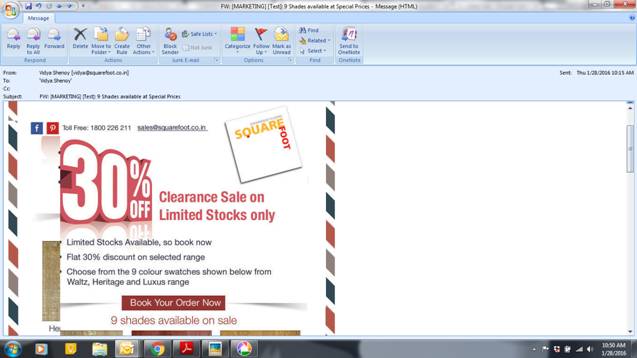 FW: [MARKETING] [Test] 9 Shades available at Special Prices - Message (HTML)
Message
Reply
Reply to All
Forward
Delete
Move to Folder
Create Rule
Other Actions
Block Sender
Safe Lists
Not Junk
Categorize
Follow Up
Mark as Unread
Find
Related
Select
Send to OneNote
Respond
Actions
Junk E-mail
Options
Find
OneNote
From: Vidya Shenoy [vidya@squarefoot.co.in]
Sent: Thu 1/28/2016 10:15 AM
To: 'Vidya Shenoy'
Cc:
Subject: FW: [MARKETING] [Test] 9 Shades available at Special Prices
Toll Free: 1800 226 211 sales@squarefoot.co.in
SQUARE
FOOT
30% OFF
Clearance Sale on
Limited Stocks only
• Limited Stocks Available, so book now
• Flat 30% discount on selected range
• Choose from the 9 colour swatches shown below from
Waltz, Heritage and Luxus range
Book Your Order Now
9 shades available on sale
10:50 AM
1/28/2016